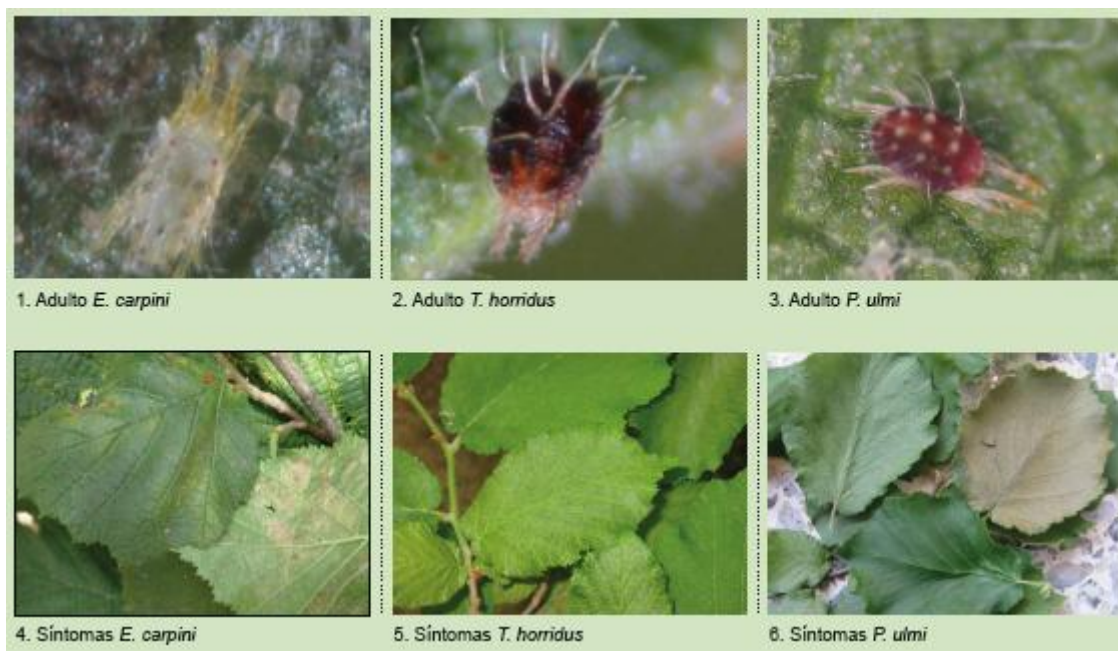 1. Adulto E. carpini
2. Adulto T. horridus
3. Adulto P. ulmi
4. Síntomas E. carpini
5. Síntomas T. horridus
6. Síntomas P. ulmi